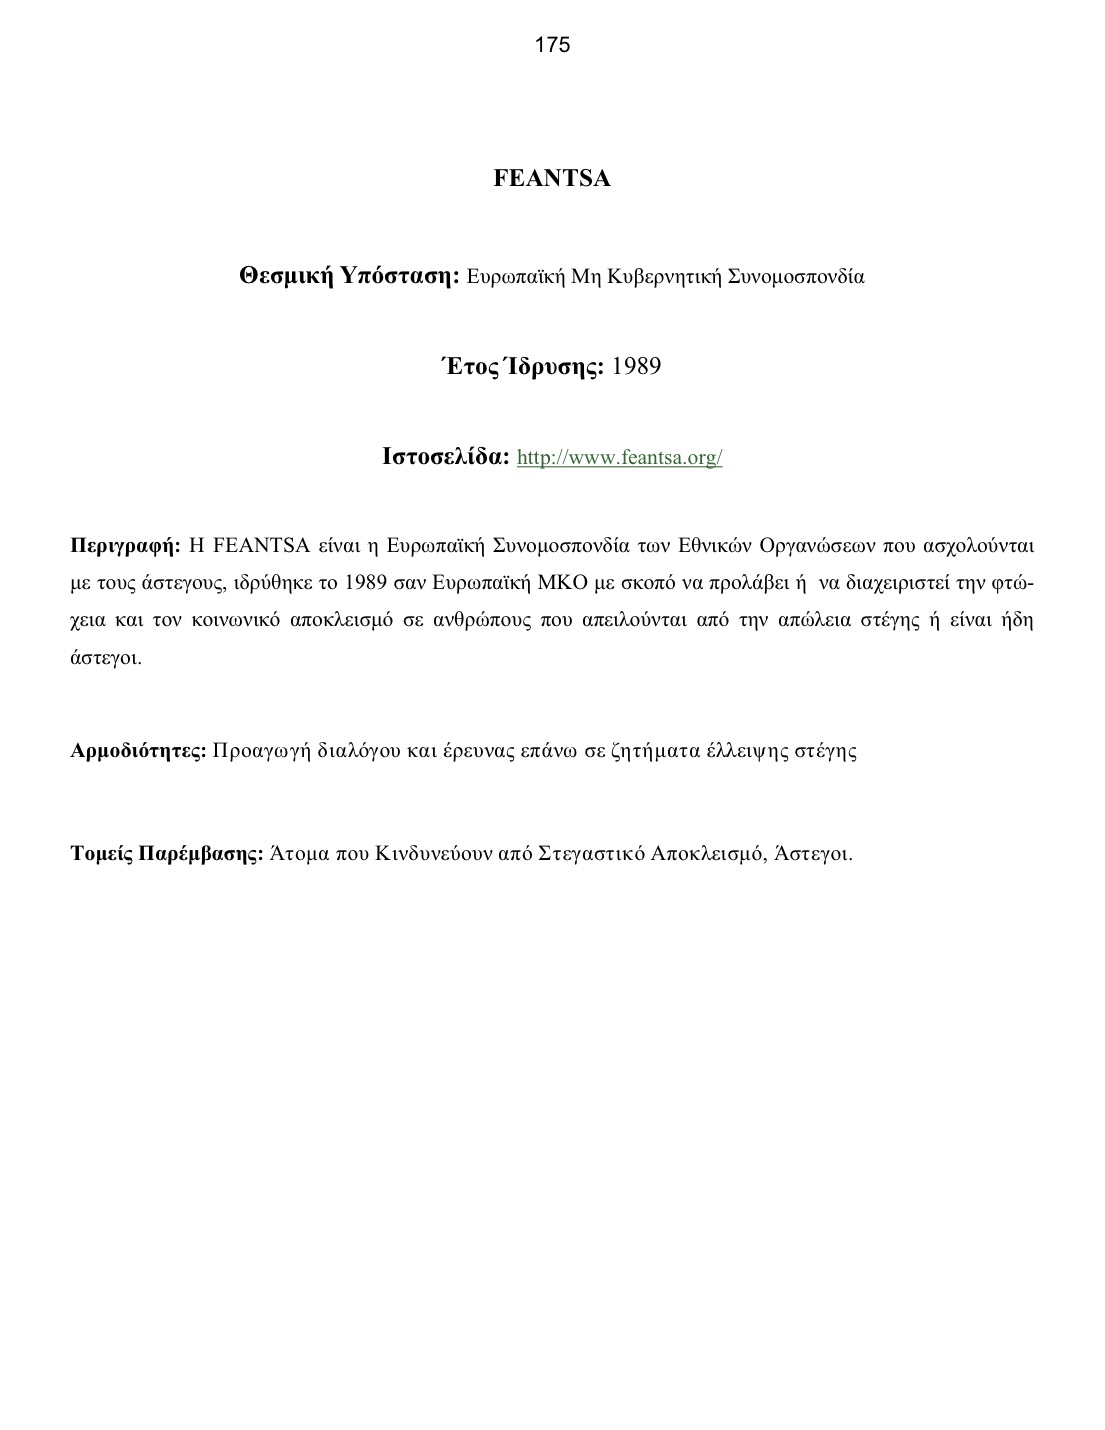 175
FEANTSA
Θεσμική Υπόσταση: Ευρωπαϊκή Μη Κυβερνητική Συνομοσπονδία
Έτος Ίδρυσης: 1989
Ιστοσελίδα: http://www.feantsa.org/
Περιγραφή: Η FEANTSA είναι η Ευρωπαϊκή Συνομοσπονδία των Εθνικών Οργανώσεων που ασχολούνται
με τους άστεγους, ιδρύθηκε το 1989 σαν Ευρωπαϊκή ΜΚΟ με σκοπό να προλάβει ή  να διαχειριστεί την φτώ-
χεια και τον κοινωνικό αποκλεισμό σε ανθρώπους που απειλούνται από την απώλεια στέγης ή είναι ήδη
άστεγοι.
Αρμοδιότητες: Προαγωγή διαλόγου και έρευνας επάνω σε ζητήματα έλλειψης στέγης
Τομείς Παρέμβασης: Άτομα που Κινδυνεύουν από Στεγαστικό Αποκλεισμό, Άστεγοι.